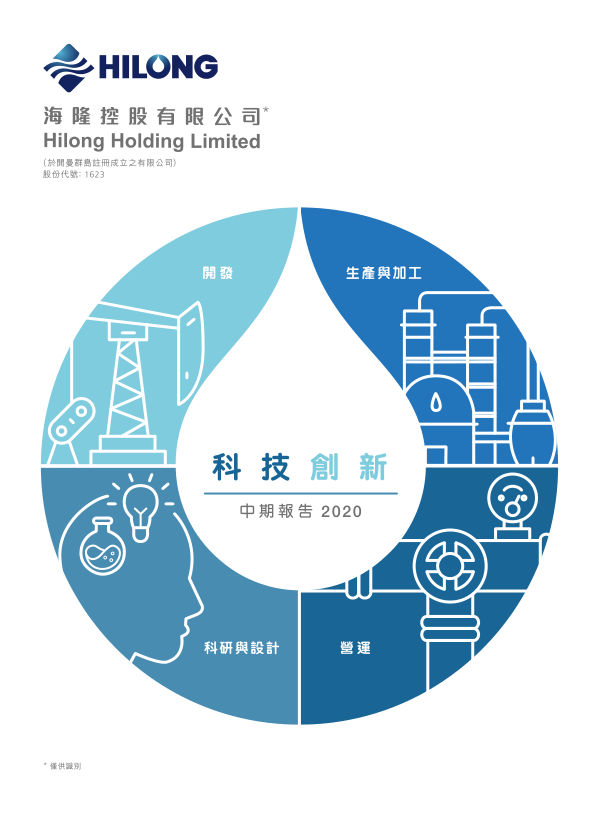 HILONG
海隆控股有限公司*
Hilong Holding Limited
(於開曼群島註冊成立之有限公司)
股份代號: 1623
開發
生產與加工
科技創新
中期報告 2020
科研與設計
營運
* 僅供識別